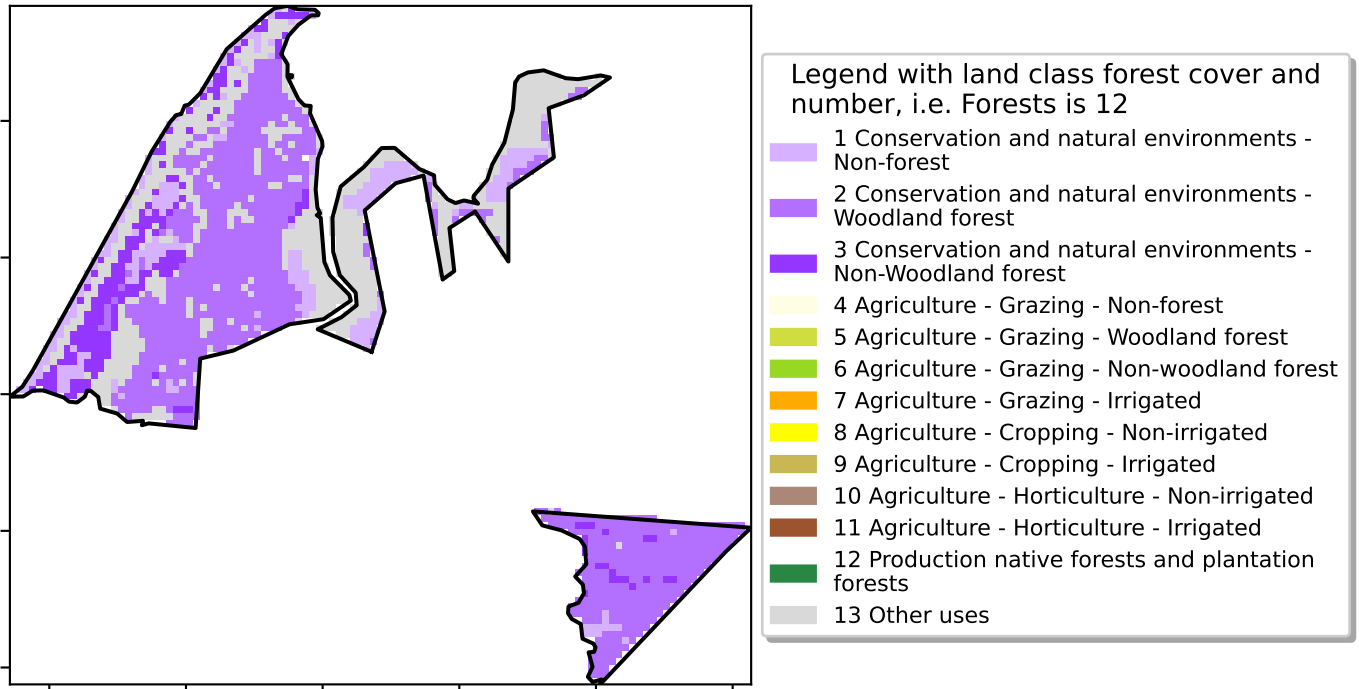 Legend with land class forest cover and
number, i.e. Forests is 12
1 Conservation and natural environments -
Non-forest
2 Conservation and natural environments -
Woodland forest
3 Conservation and natural environments -
Non-Woodland forest
4 Agriculture - Grazing - Non-forest
5 Agriculture - Grazing - Woodland forest
6 Agriculture - Grazing - Non-woodland forest
7 Agriculture - Grazing - Irrigated
8 Agriculture - Cropping - Non-irrigated
9 Agriculture - Cropping - Irrigated
10 Agriculture - Horticulture - Non-irrigated
11 Agriculture - Horticulture - Irrigated
12 Production native forests and plantation
forests
13 Other uses